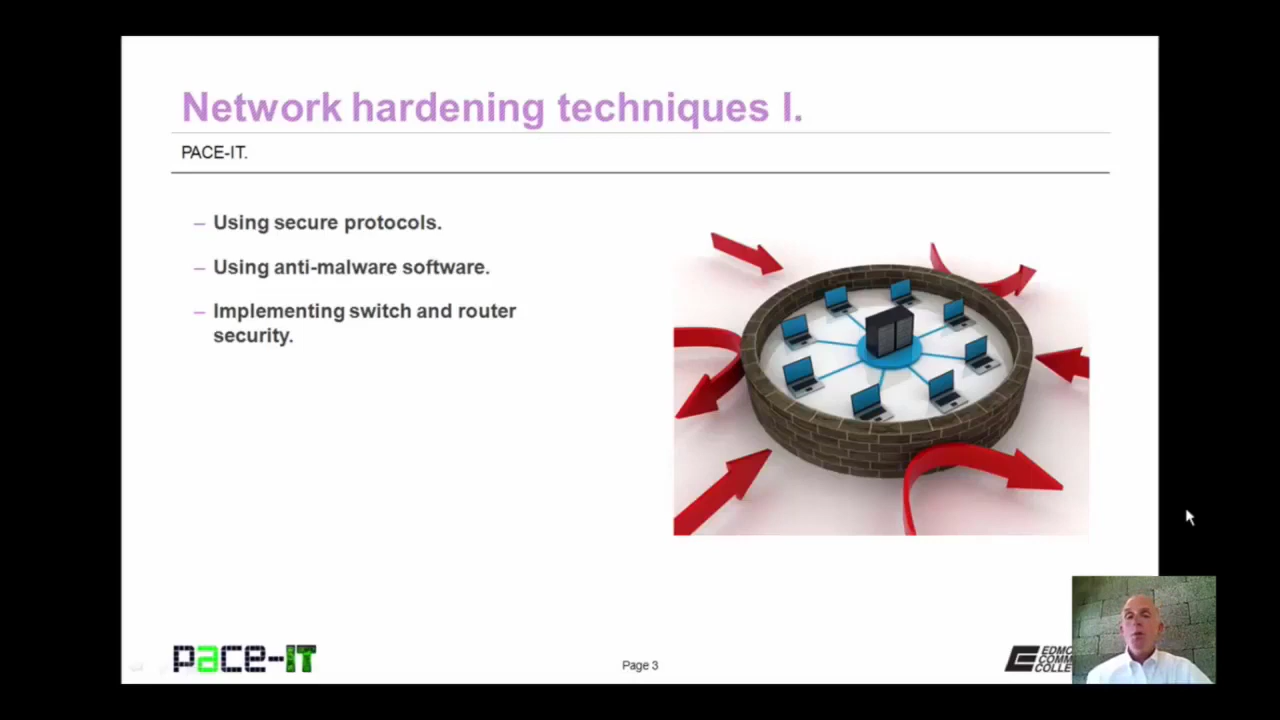 Network hardening techniques I.
PACE-IT.
– Using secure protocols.
– Using anti-malware software.
– Implementing switch and router
security.
pace-IT
Page 3